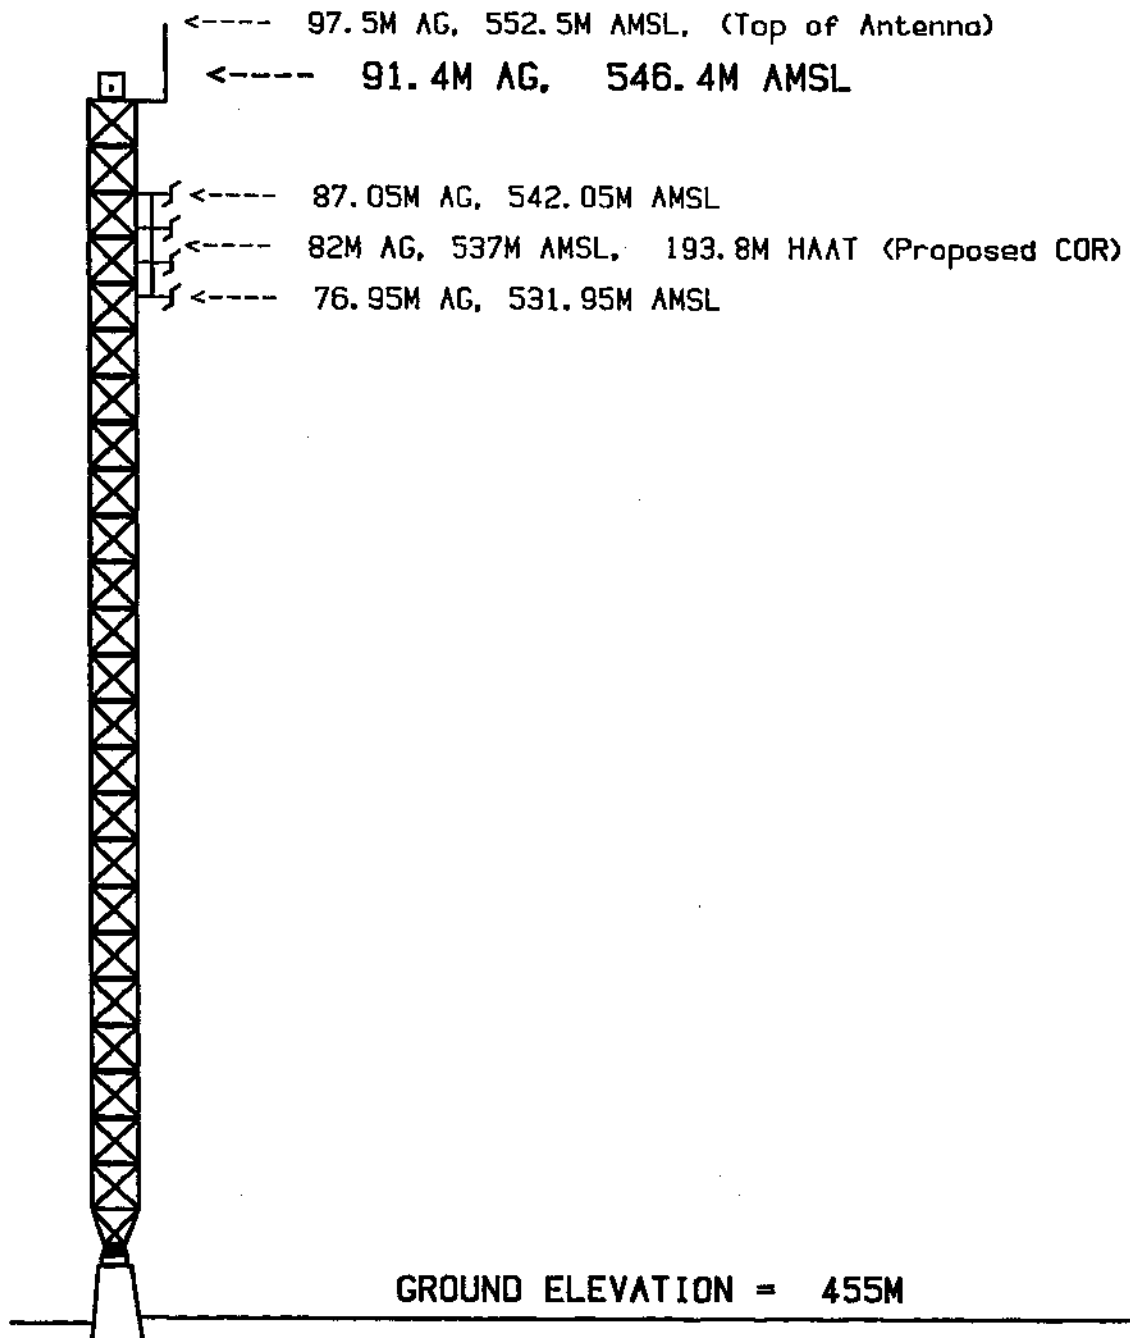 <---- 97.5M AG, 552.5M AMSL, (Top of Antenna)
<---- 91.4M AG, 546.4M AMSL
<---- 87.05M AG, 542.05M AMSL
<---- 82M AG, 537M AMSL, 193.8M HAAT (Proposed COR)
<---- 76.95M AG, 531.95M AMSL
GROUND ELEVATION = 455M